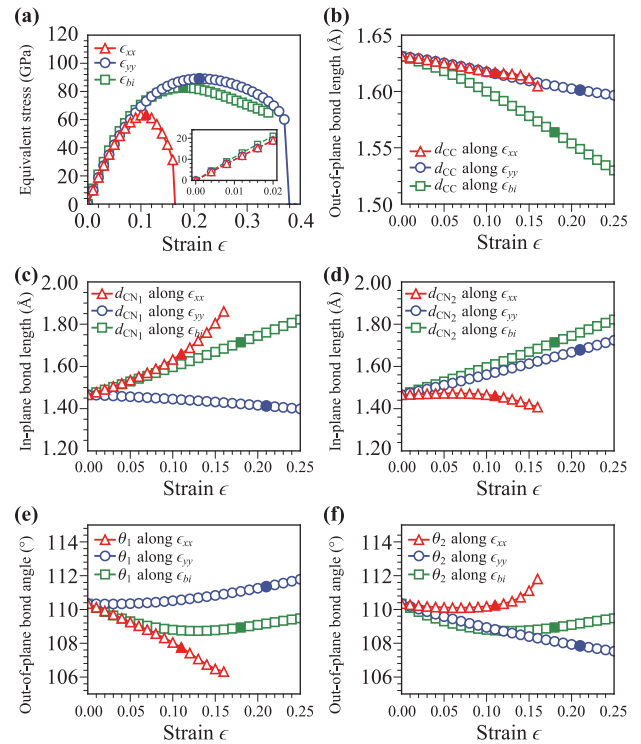 (a)
Equivalent stress (GPa)
120
100
80
60
40
20
0
ϵxx
ϵyy
ϵbi
20
10
0.00 0.01 0.02
0.0 0.1 0.2 0.3 0.4
Strain ϵ
(b)
Out-of-plane bond length (Å)
1.65
1.60
1.55
1.50
dCC along ϵxx
dCC along ϵyy
dCC along ϵbi
0.00 0.05 0.10 0.15 0.20 0.25
Strain ϵ
(c)
In-plane bond length (Å)
2.00
1.80
1.60
1.40
1.20
dCN1 along ϵxx
dCN1 along ϵyy
dCN1 along ϵbi
0.00 0.05 0.10 0.15 0.20 0.25
Strain ϵ
(d)
In-plane bond length (Å)
2.00
1.80
1.60
1.40
1.20
dCN2 along ϵxx
dCN2 along ϵyy
dCN2 along ϵbi
0.00 0.05 0.10 0.15 0.20 0.25
Strain ϵ
(e)
Out-of-plane bond angle (°)
114
112
110
108
106
θ1 along ϵxx
θ1 along ϵyy
θ1 along ϵbi
0.00 0.05 0.10 0.15 0.20 0.25
Strain ϵ
(f)
Out-of-plane bond angle (°)
114
112
110
108
106
θ2 along ϵxx
θ2 along ϵyy
θ2 along ϵbi
0.00 0.05 0.10 0.15 0.20 0.25
Strain ϵ